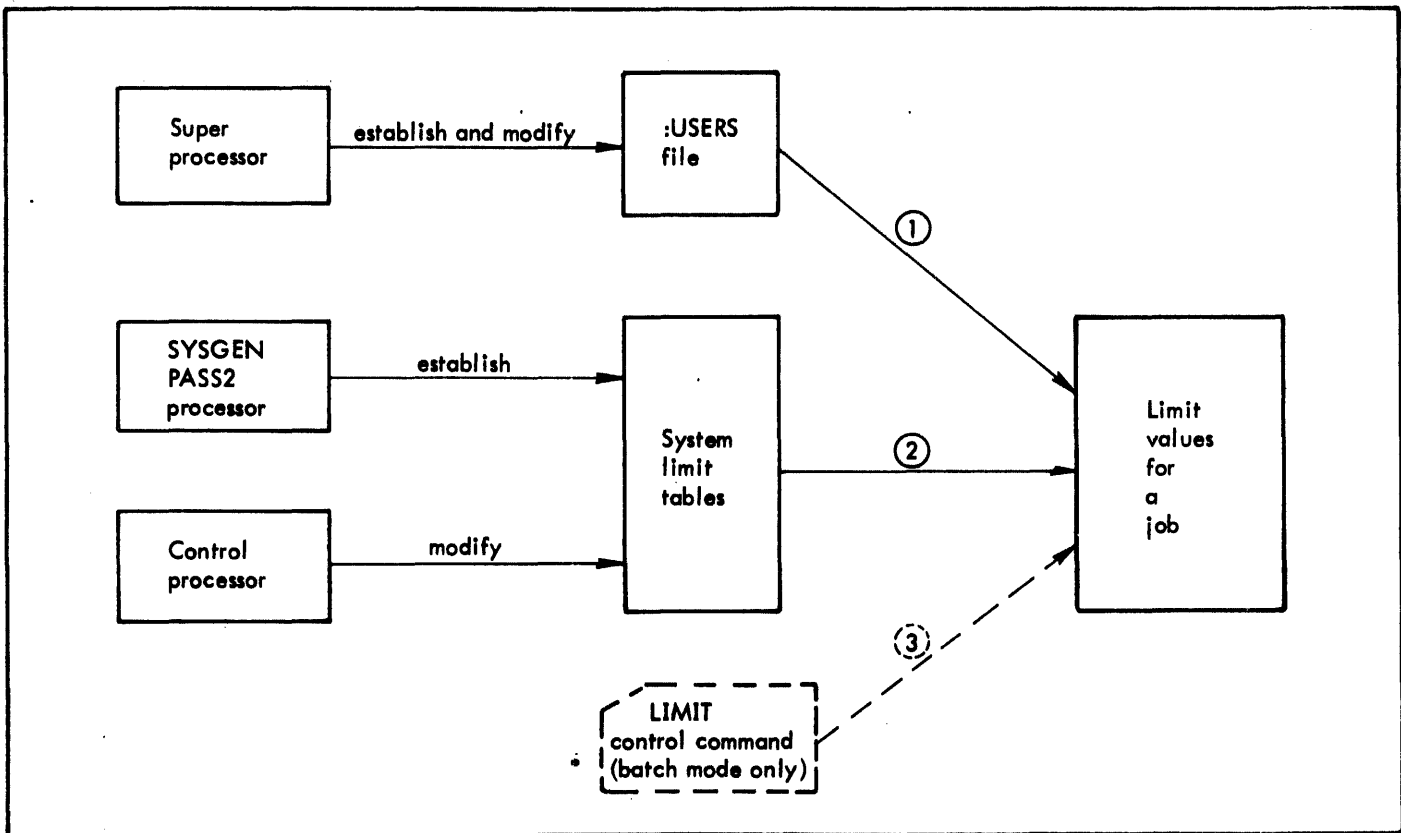 Super
processor
establish and modify
:USERS
file
1
SYSGEN
PASS2
processor
establish
System
limit
tables
2
Limit
values
for
a
job
Control
processor
modify
3
LIMIT
control command
(batch mode only)